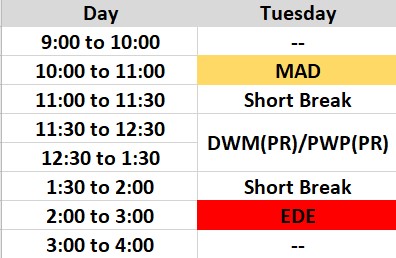 Day Tuesday
9:00 to 10:00 --
10:00 to 11:00 MAD
11:00 to 11:30 Short Break
11:30 to 12:30
DWM(PR)/PWP(PR)
12:30 to 1:30
1:30 to 2:00 Short Break
2:00 to 3:00 EDE
3:00 to 4:00 --